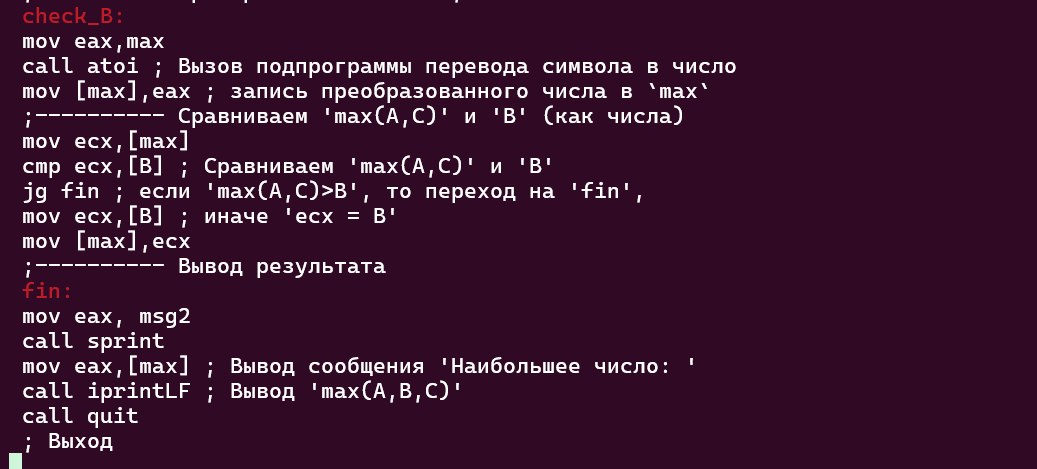 check_B:
mov eax,max
call atoi ; Вызов подпрограммы перевода символа в число
mov [max],eax ; запись преобразованного числа в `max`
;---------- Сравниваем 'max(A,C)' и 'B' (как числа)
mov ecx,[max]
cmp ecx,[B] ; Сравниваем 'max(A,C)' и 'B'
jg fin ; если 'max(A,C)>B', то переход на 'fin',
mov ecx,[B] ; иначе 'ecx = B'
mov [max],ecx
;---------- Вывод результата
fin:
mov eax, msg2
call sprint
mov eax,[max] ; Вывод сообщения 'Наибольшее число: '
call iprintLF ; Вывод 'max(A,B,C)'
call quit
; Выход